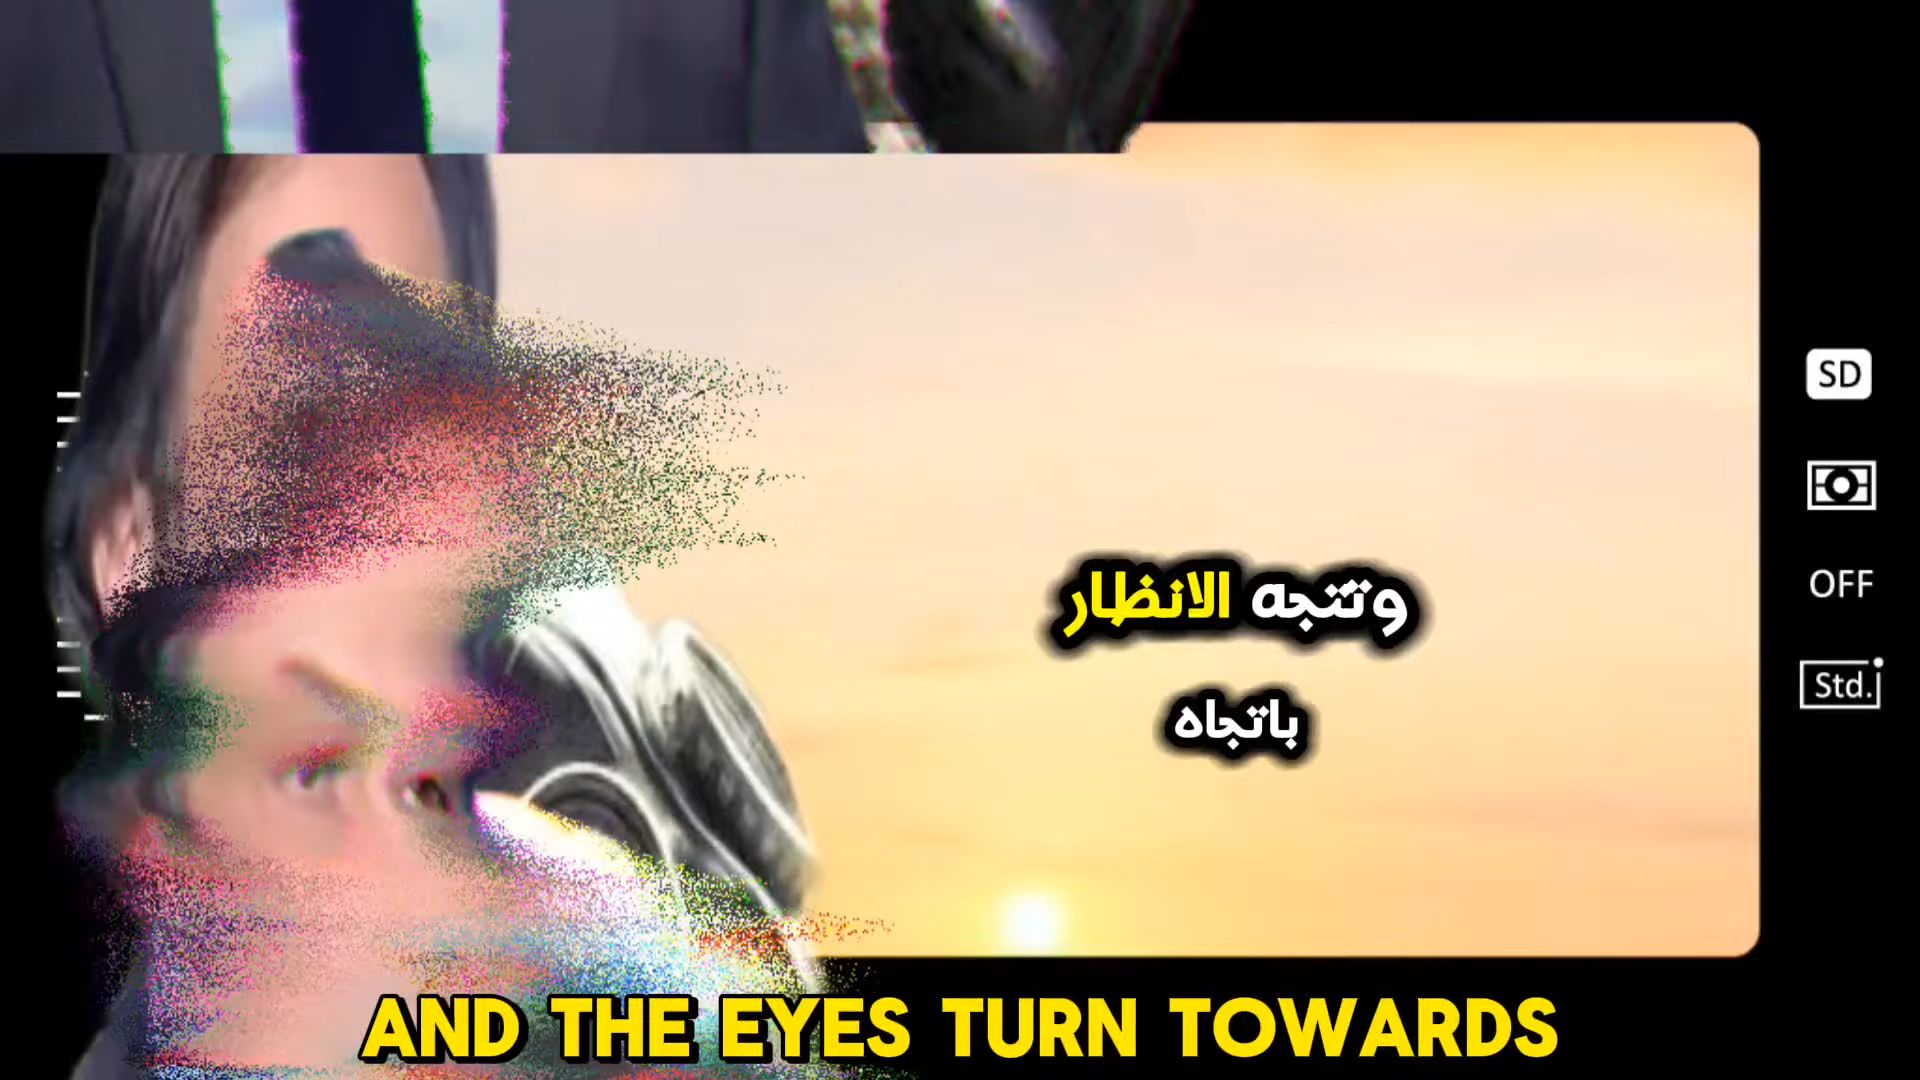 SD
OFF
Std.
وتتجه الانظار
باتجاه
AND THE EYES TURN TOWARDS